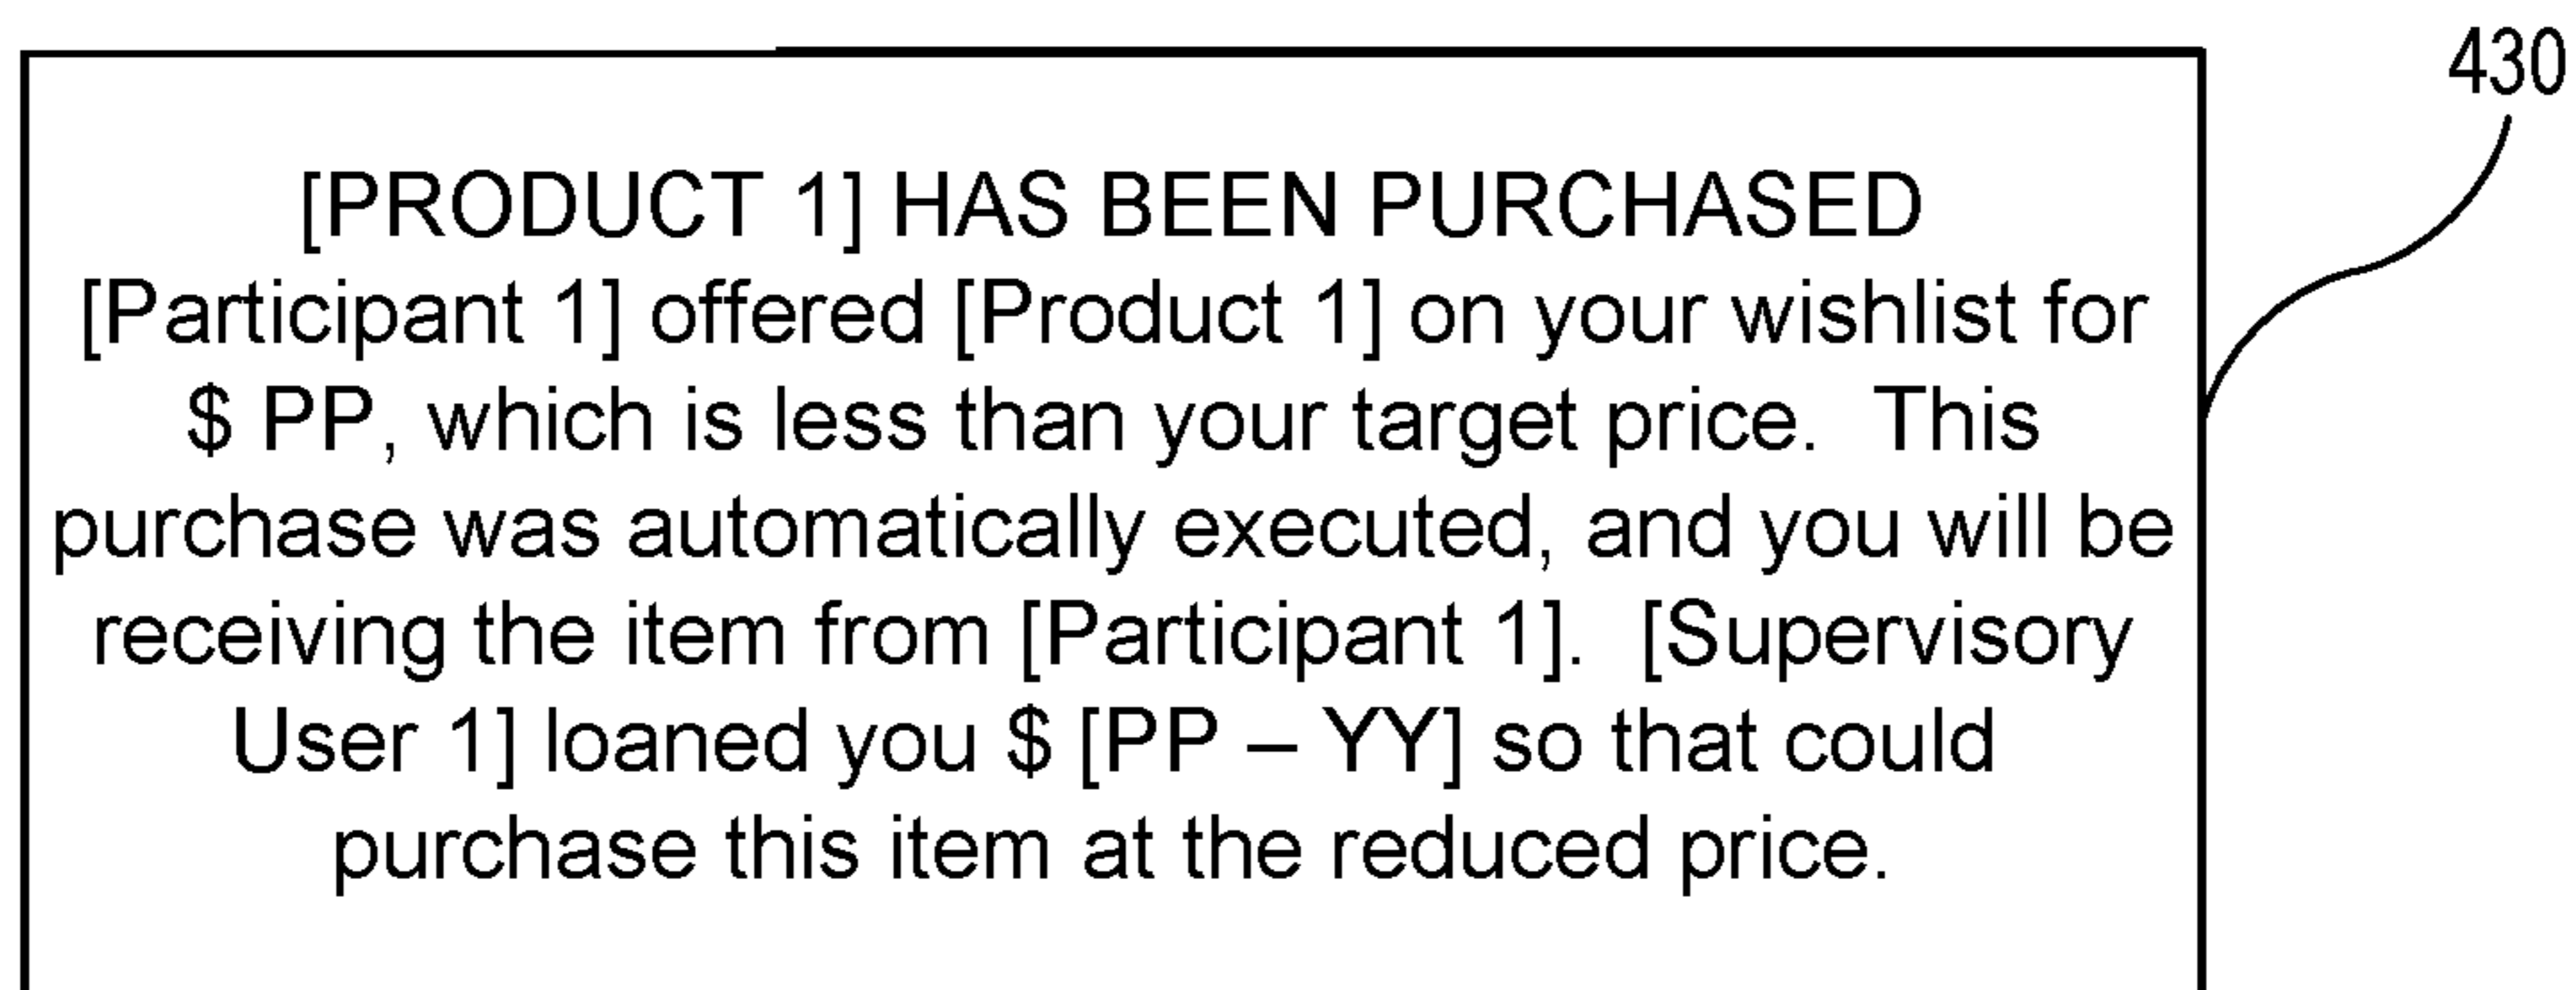 430
[PRODUCT 1] HAS BEEN PURCHASED
[Participant 1] offered [Product 1] on your wishlist for
$ PP, which is less than your target price. This
purchase was automatically executed, and you will be
receiving the item from [Participant 1]. [Supervisory
User 1] loaned you $ [PP – YY] so that could
purchase this item at the reduced price.